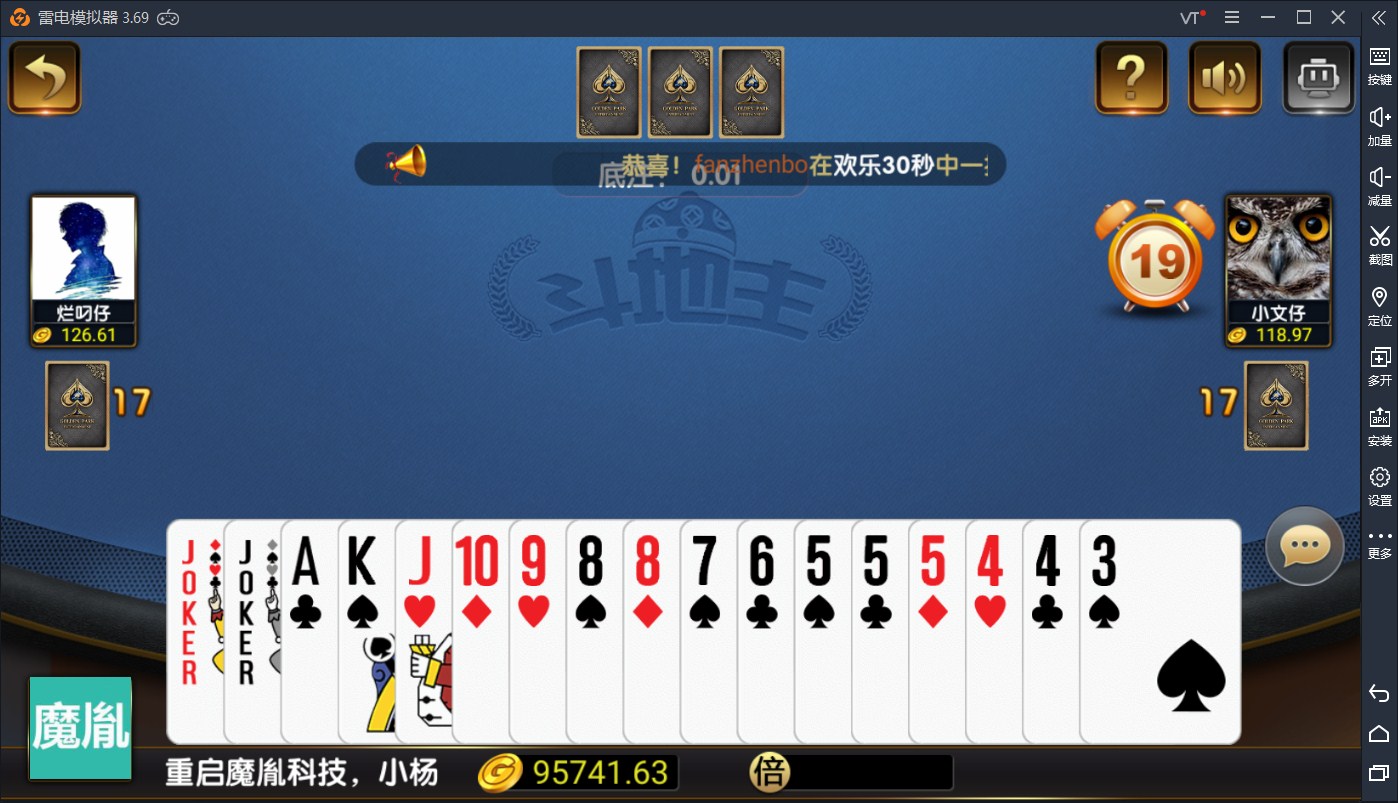 雷电模拟器 3.69
VT
按键
加量
减量
截图
定位
多开
安装
设置
更多
恭喜！fanzhenbo在欢乐30秒中一
底注： 0.01
斗地主
烂叼仔
126.61
17
19
小文仔
118.97
17
JOKER JOKER A K J 10 9 8 8 7 6 5 5 5 4 4 3
魔胤
重启魔胤科技，小杨
95741.63
倍